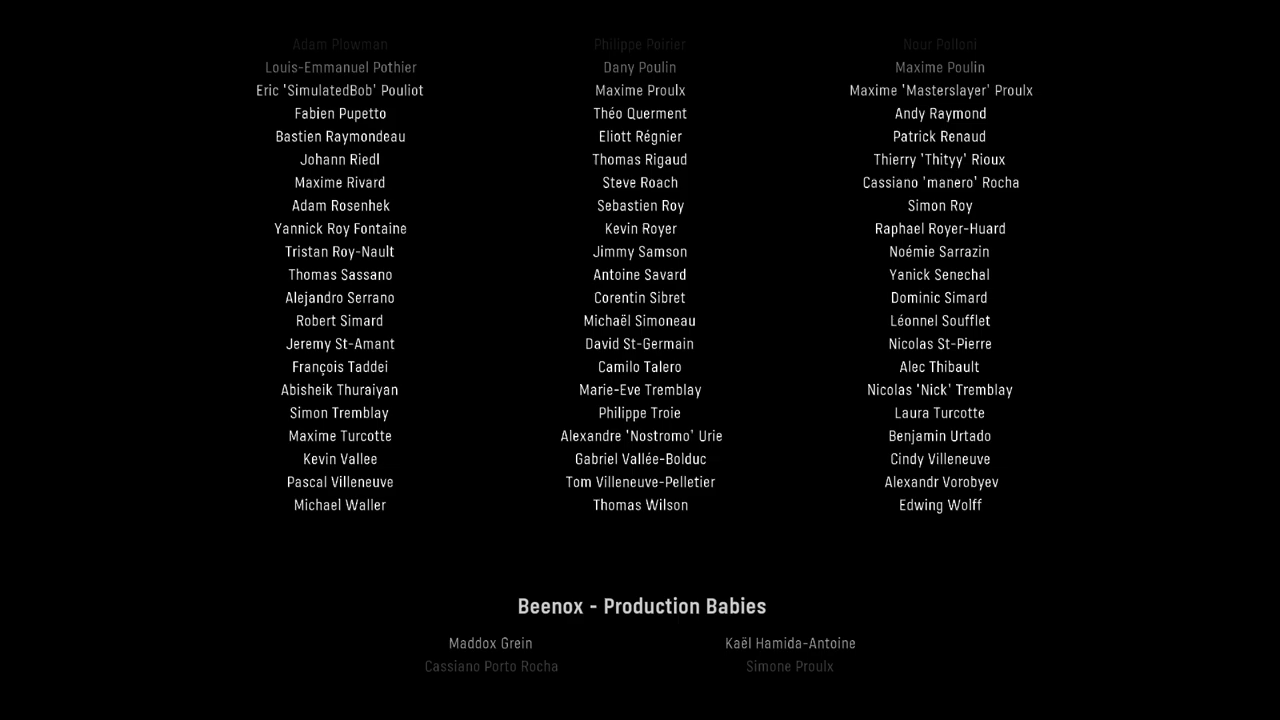 Adam Plowman Philippe Poirier Nour Polloni
Louis-Emmanuel Pothier Dany Poulin Maxime Poulin
Eric 'SimulatedBob' Pouliot Maxime Proulx Maxime 'Masterslayer' Proulx
Fabien Pupetto Théo Querment Andy Raymond
Bastien Raymondeau Eliott Régnier Patrick Renaud
Johann Riedl Thomas Rigaud Thierry 'Thityy' Rioux
Maxime Rivard Steve Roach Cassiano 'manero' Rocha
Adam Rosenhek Sebastien Roy Simon Roy
Yannick Roy Fontaine Kevin Royer Raphael Royer-Huard
Tristan Roy-Nault Jimmy Samson Noémie Sarrazin
Thomas Sassano Antoine Savard Yanick Senechal
Alejandro Serrano Corentin Sibret Dominic Simard
Robert Simard Michaël Simoneau Léonnel Soufflet
Jeremy St-Amant David St-Germain Nicolas St-Pierre
François Taddei Camilo Talero Alec Thibault
Abisheik Thuraiyan Marie-Eve Tremblay Nicolas 'Nick' Tremblay
Simon Tremblay Philippe Troie Laura Turcotte
Maxime Turcotte Alexandre 'Nostromo' Urie Benjamin Urtado
Kevin Vallee Gabriel Vallée-Bolduc Cindy Villeneuve
Pascal Villeneuve Tom Villeneuve-Pelletier Alexandr Vorobyev
Michael Waller Thomas Wilson Edwing Wolff
Beenox - Production Babies
Maddox Grein Kaël Hamida-Antoine
Cassiano Porto Rocha Simone Proulx